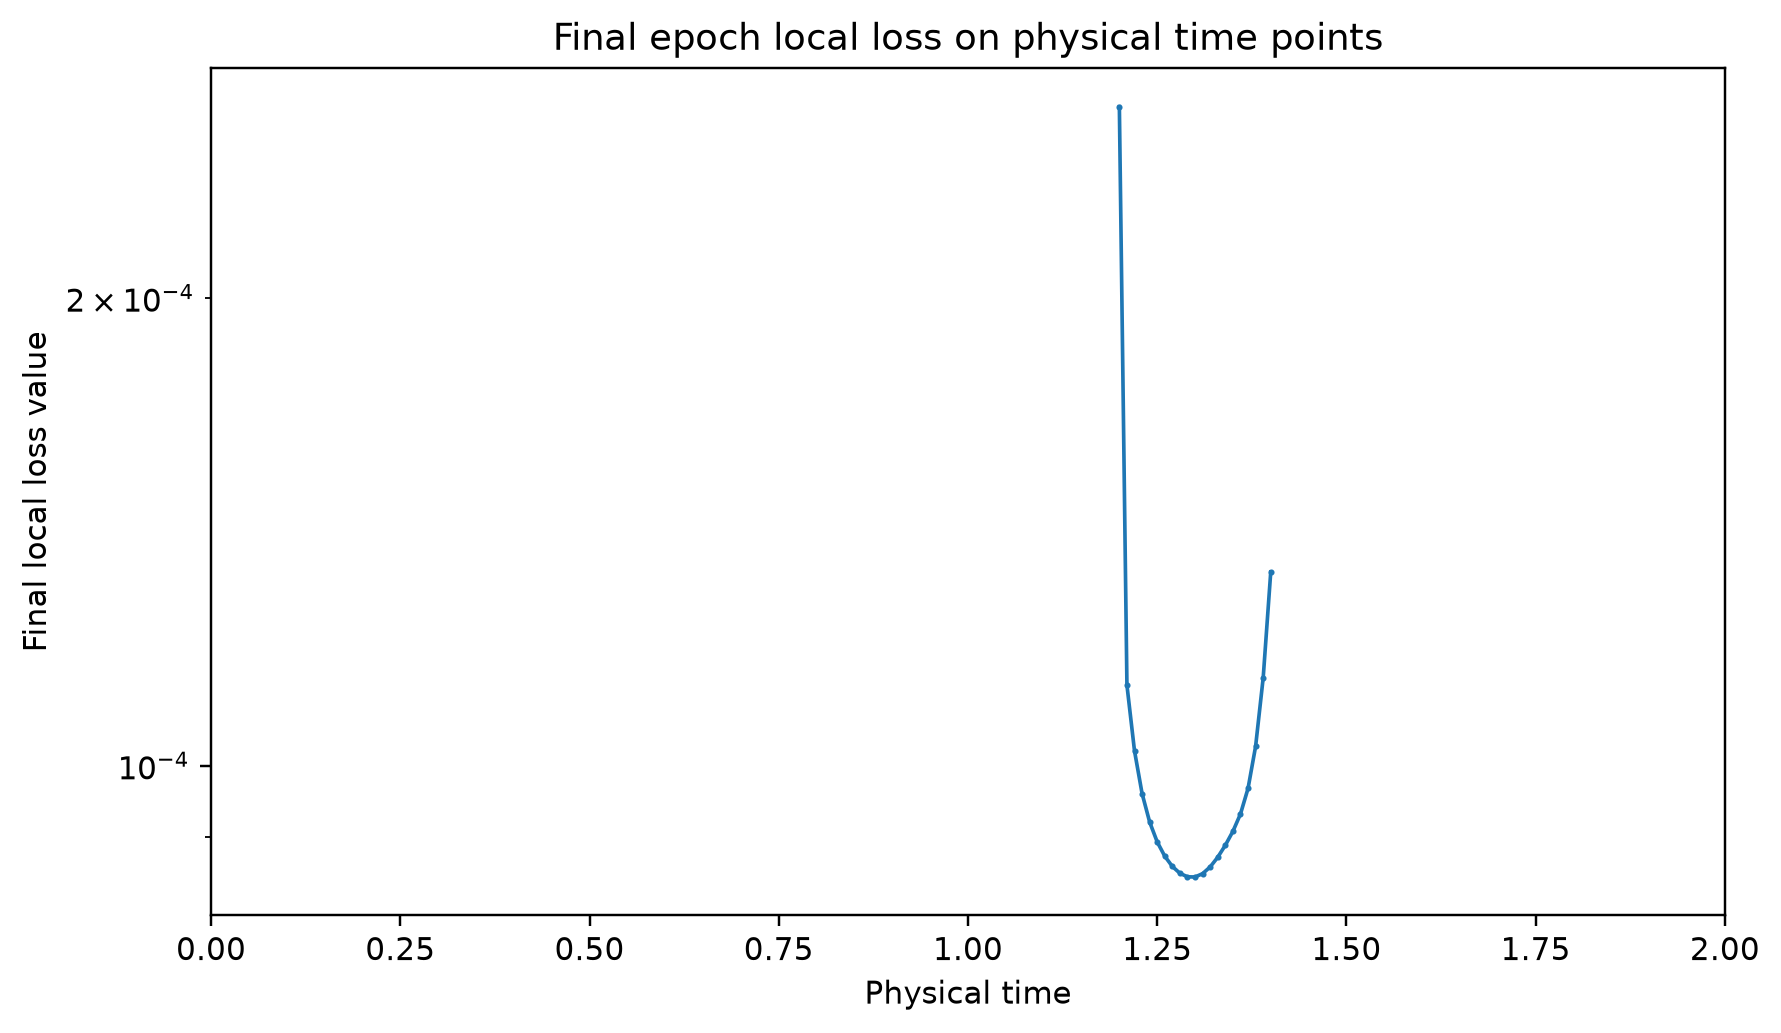 Final epoch local loss on physical time points
Final local loss value
2 × 10⁻⁴
10⁻⁴
0.00 0.25 0.50 0.75 1.00 1.25 1.50 1.75 2.00
Physical time